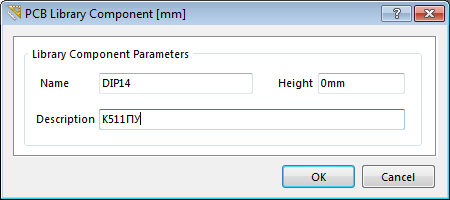 PCB Library Component [mm]
Library Component Parameters
Name DIP14 Height 0mm
Description К511ПУ
OK Cancel